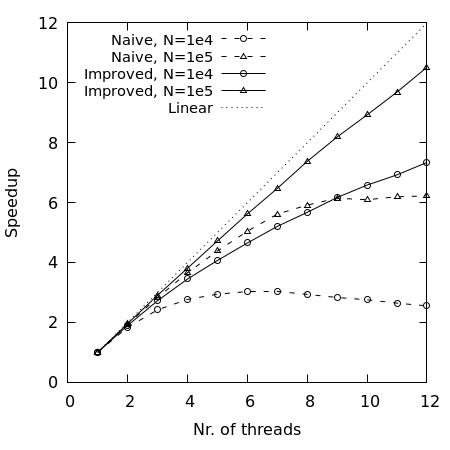 12
10
8
6
4
2
0
Speedup
Naive, N=1e4
Naive, N=1e5
Improved, N=1e4
Improved, N=1e5
Linear
0 2 4 6 8 10 12
Nr. of threads